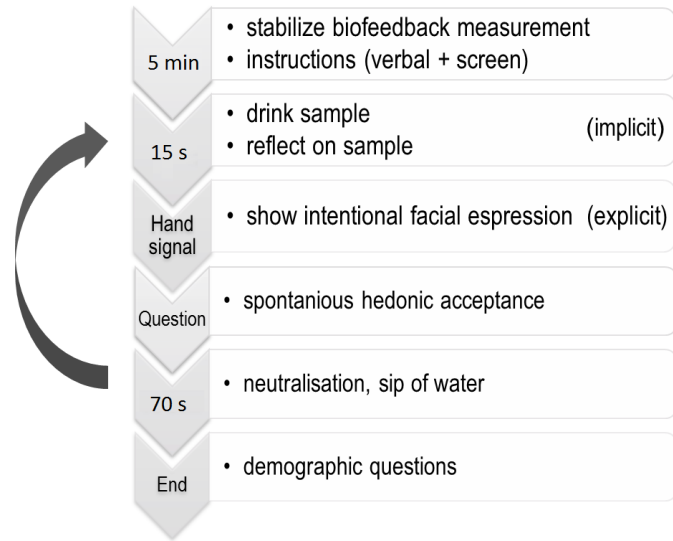 5 min
• stabilize biofeedback measurement
• instructions (verbal + screen)
15 s
• drink sample
• reflect on sample
(implicit)
Hand
signal
• show intentional facial espression (explicit)
Question
• spontanious hedonic acceptance
70 s
• neutralisation, sip of water
End
• demographic questions